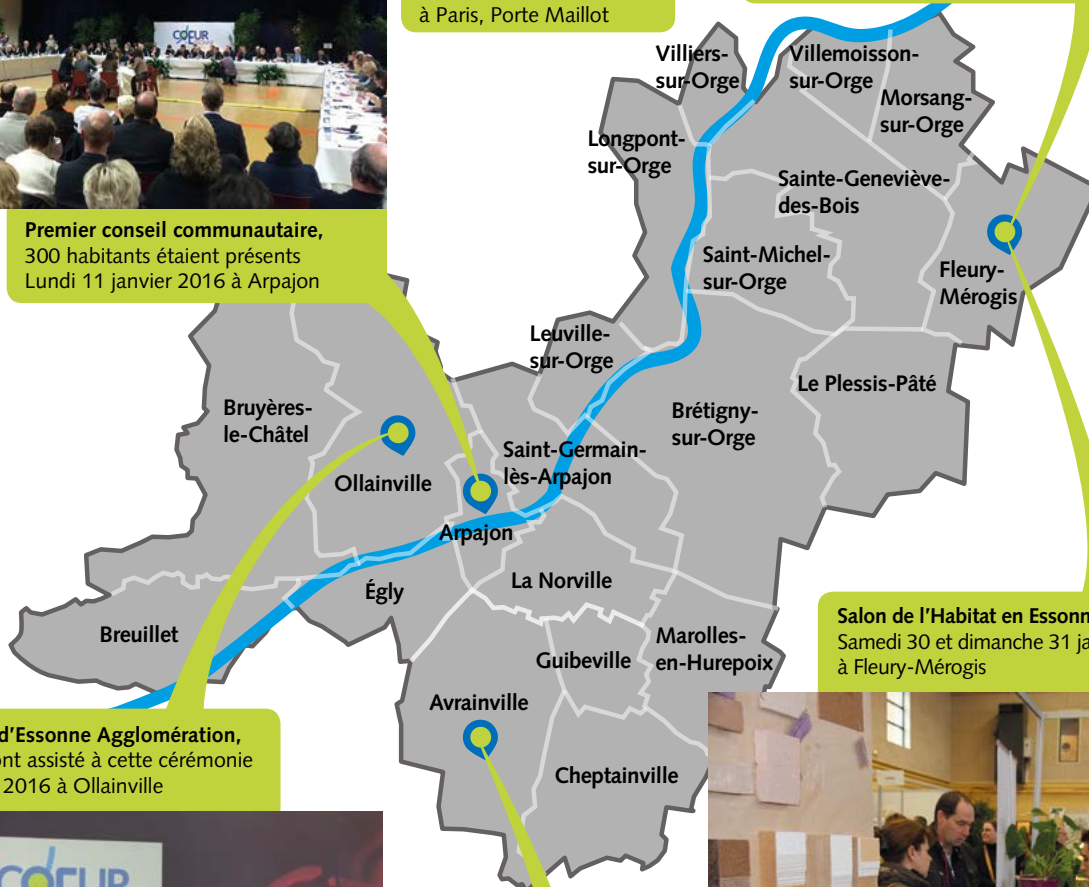 à Paris, Porte Maillot
CŒUR
Villiers-
sur-Orge
Villemoisson-
sur-Orge
Morsang-
sur-Orge
Longpont-
sur-Orge
Sainte-Geneviève-
des-Bois
Premier conseil communautaire,
300 habitants étaient présents
Lundi 11 janvier 2016 à Arpajon
Saint-Michel-
sur-Orge
Fleury-
Mérogis
Leuville-
sur-Orge
Le Plessis-Pâté
Bruyères-
le-Châtel
Brétigny-
sur-Orge
Saint-Germain-
lès-Arpajon
Ollainville
Arpajon
La Norville
Égly
Breuillet
Marolles-
en-Hurepoix
Guibeville
Salon de l'Habitat en Essonn
Samedi 30 et dimanche 31 ja
à Fleury-Mérogis
Avrainville
d'Essonne Agglomération,
ont assisté à cette cérémonie
2016 à Ollainville
Cheptainville
CŒUR